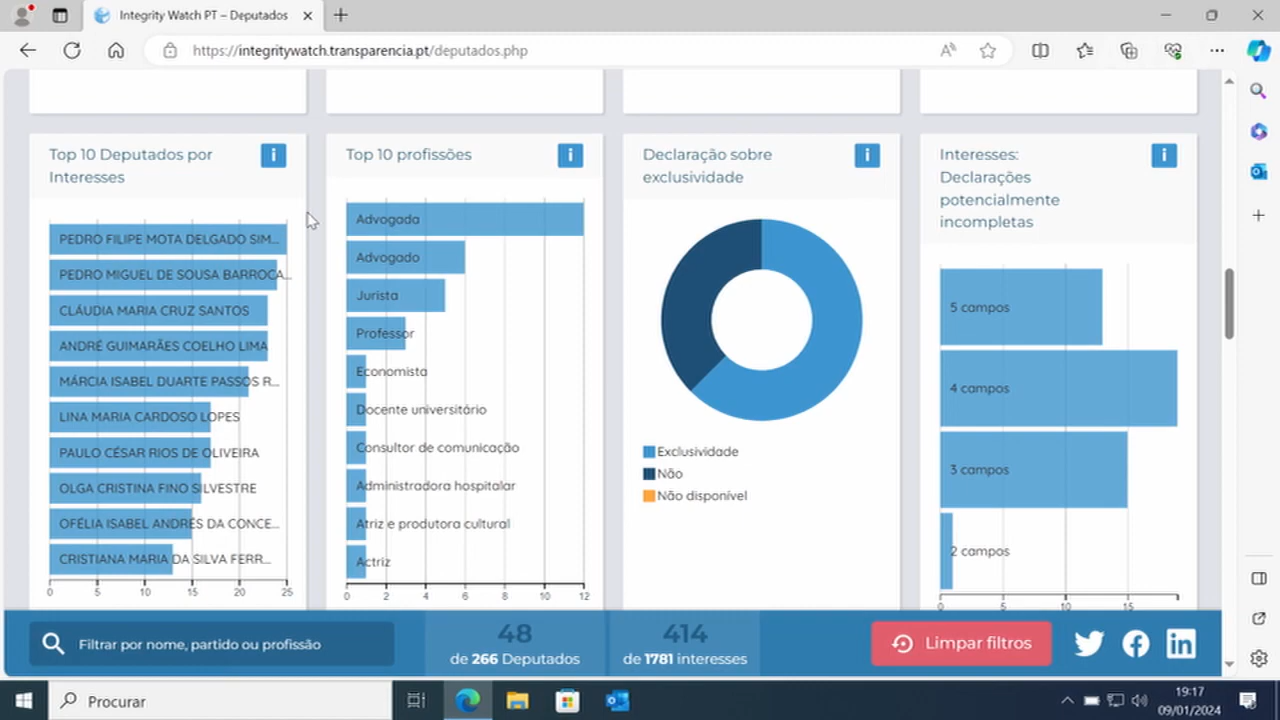 Integrity Watch PT – Deputados
https://integritywatch.transparencia.pt/deputados.php
Top 10 Deputados por
Interesses
PEDRO FILIPE MOTA DELGADO SIM...
PEDRO MIGUEL DE SOUSA BARROCA...
CLÁUDIA MARIA CRUZ SANTOS
ANDRÉ GUIMARÃES COELHO LIMA
MÁRCIA ISABEL DUARTE PASSOS R...
LINA MARIA CARDOSO LOPES
PAULO CÉSAR RIOS DE OLIVEIRA
OLGA CRISTINA FINO SILVESTRE
OFÉLIA ISABEL ANDRÉS DA CONCE...
CRISTIANA MARIA DA SILVA FERR...
0 5 10 15 20 25
Top 10 profissões
Advogada
Advogado
Jurista
Professor
Economista
Docente universitário
Consultor de comunicação
Administradora hospitalar
Atriz e produtora cultural
Actriz
0 2 4 6 8 10 12
Declaração sobre
exclusividade
Exclusividade
Não
Não disponível
Interesses:
Declarações
potencialmente
incompletas
5 campos
4 campos
3 campos
2 campos
0 5 10 15
Filtrar por nome, partido ou profissão
48
de 266 Deputados
414
de 1781 interesses
Limpar filtros
Procurar
19:17
09/01/2024